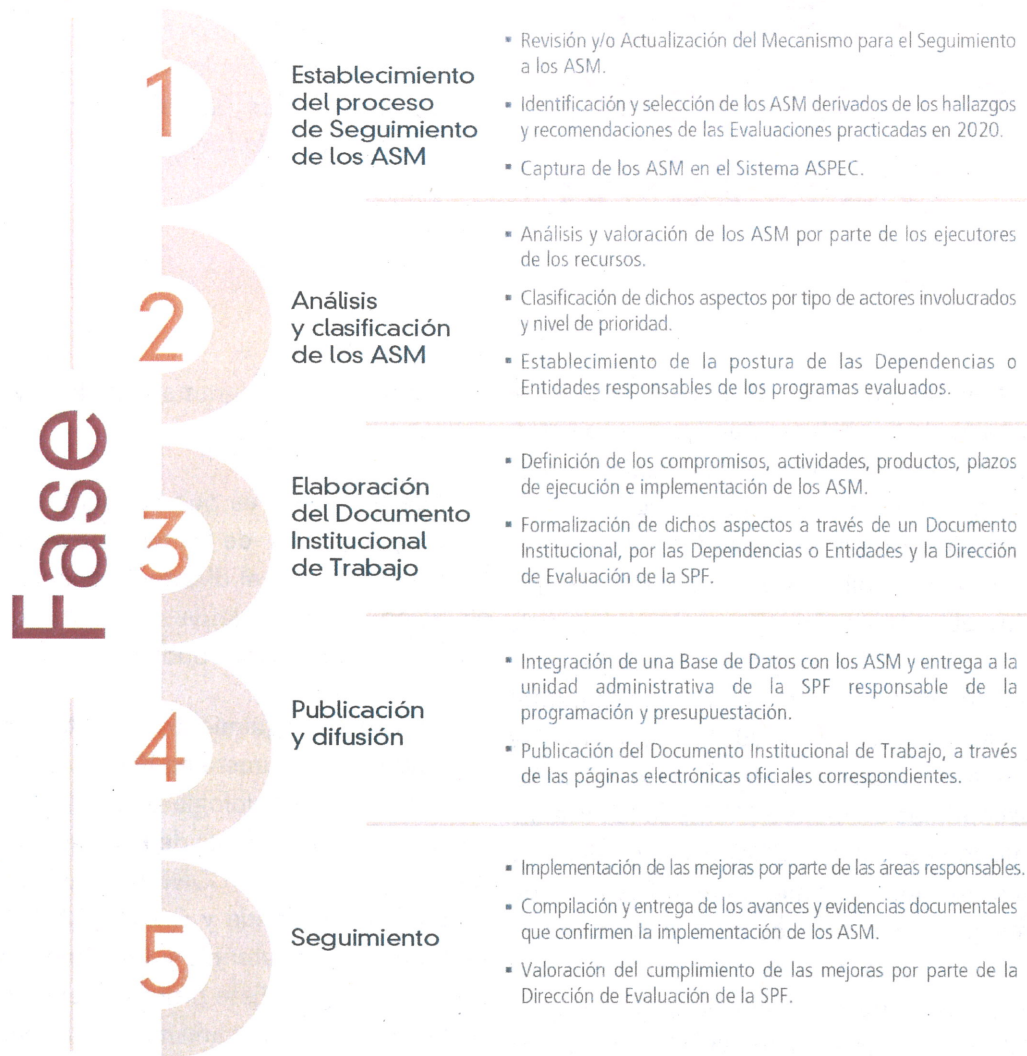 Fase
1
Establecimiento
del proceso
de Seguimiento
de los ASM
▪ Revisión y/o Actualización del Mecanismo para el Seguimiento
a los ASM.
▪ Identificación y selección de los ASM derivados de los hallazgos
y recomendaciones de las Evaluaciones practicadas en 2020.
▪ Captura de los ASM en el Sistema ASPEC.
2
Análisis
y clasificación
de los ASM
▪ Análisis y valoración de los ASM por parte de los ejecutores
de los recursos.
▪ Clasificación de dichos aspectos por tipo de actores involucrados
y nivel de prioridad.
▪ Establecimiento de la postura de las Dependencias o
Entidades responsables de los programas evaluados.
3
Elaboración
del Documento
Institucional
de Trabajo
▪ Definición de los compromisos, actividades, productos, plazos
de ejecución e implementación de los ASM.
▪ Formalización de dichos aspectos a través de un Documento
Institucional, por las Dependencias o Entidades y la Dirección
de Evaluación de la SPF.
4
Publicación
y difusión
▪ Integración de una Base de Datos con los ASM y entrega a la
unidad administrativa de la SPF responsable de la
programación y presupuestación.
▪ Publicación del Documento Institucional de Trabajo, a través
de las páginas electrónicas oficiales correspondientes.
5
Seguimiento
▪ Implementación de las mejoras por parte de las áreas responsables.
▪ Compilación y entrega de los avances y evidencias documentales
que confirmen la implementación de los ASM.
▪ Valoración del cumplimiento de las mejoras por parte de la
Dirección de Evaluación de la SPF.